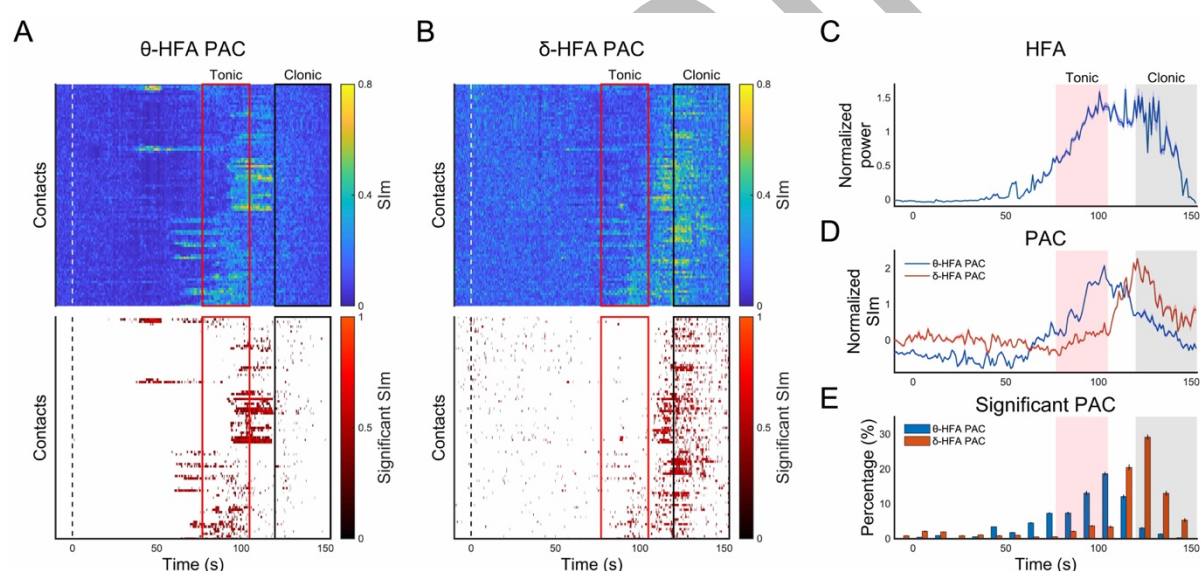 A
θ-HFA PAC
Tonic
Clonic
Contacts
0.8
0.4
0
SIm
Contacts
1
0.5
0
Significant SIm
0
50
100
150
Time (s)
B
δ-HFA PAC
Tonic
Clonic
Contacts
0.8
0.4
0
SIm
Contacts
1
0.5
0
Significant SIm
0
50
100
150
Time (s)
C
HFA
Tonic
Clonic
Normalized
power
1.5
1
0.5
0
0
50
100
150
D
PAC
θ-HFA PAC
δ-HFA PAC
Normalized
SIm
2
1
0
0
50
100
150
E
Significant PAC
θ-HFA PAC
δ-HFA PAC
Percentage (%)
30
20
10
0
0
50
100
150
Time (s)